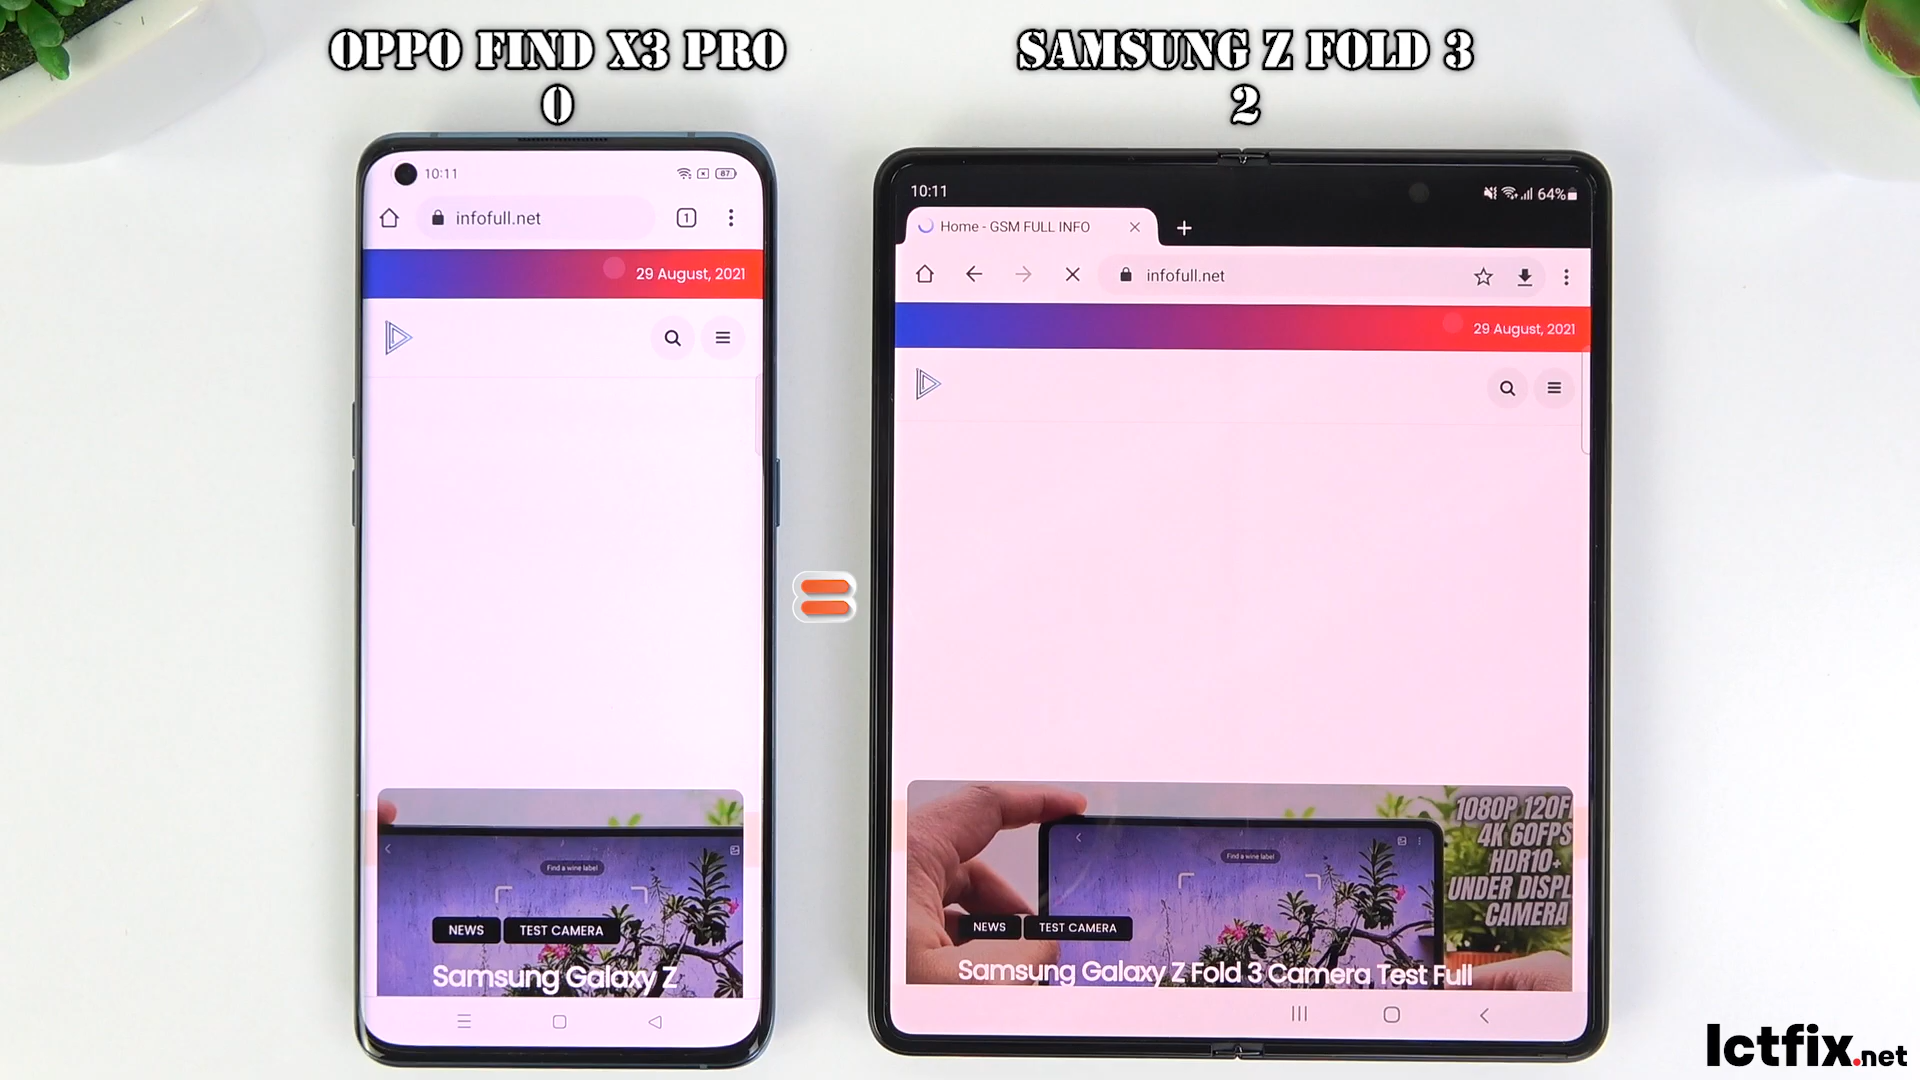 OPPO FIND X3 PRO
0
SAMSUNG Z FOLD 3
2
10:11
87
infofull.net
1
29 August, 2021
Find a wine label
NEWS
TEST CAMERA
Samsung Galaxy Z
10:11
64%
Home - GSM FULL INFO
infofull.net
29 August, 2021
1080P 120F
4K 60FPS
HDR10+
UNDER DISPL
CAMERA
Find a wine label
NEWS
TEST CAMERA
Samsung Galaxy Z Fold 3 Camera Test Full
=
Ictfix.net